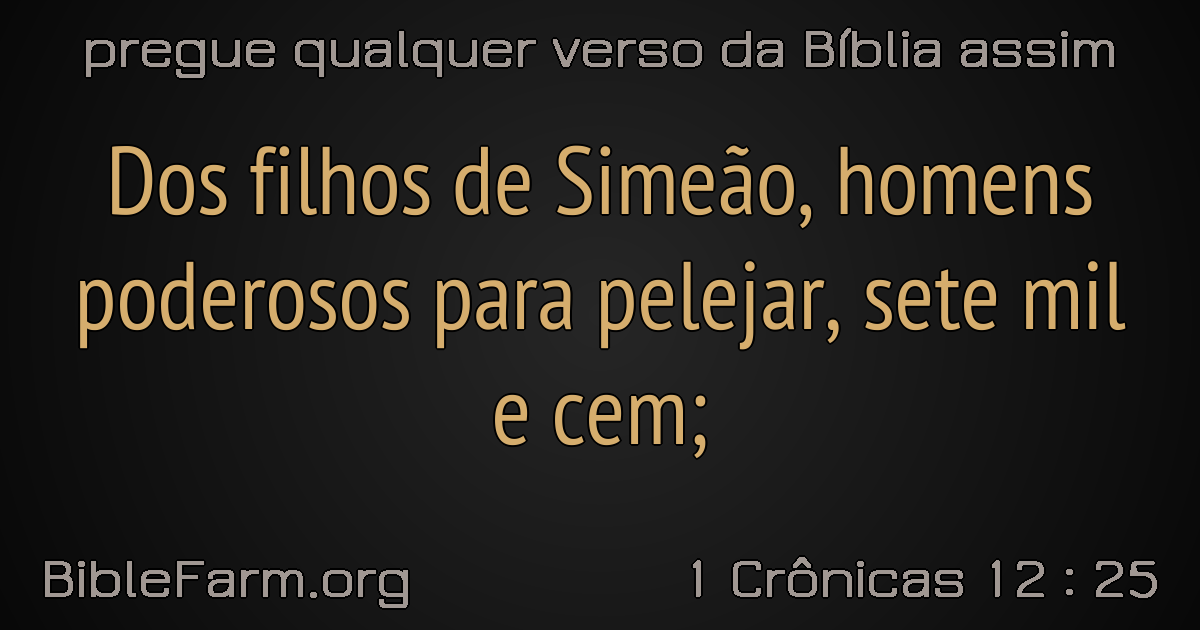 pregue qualquer verso da Bíblia assim
Dos filhos de Simeão, homens
poderosos para pelejar, sete mil
e cem;
BibleFarm.org
1 Crônicas 12 : 25